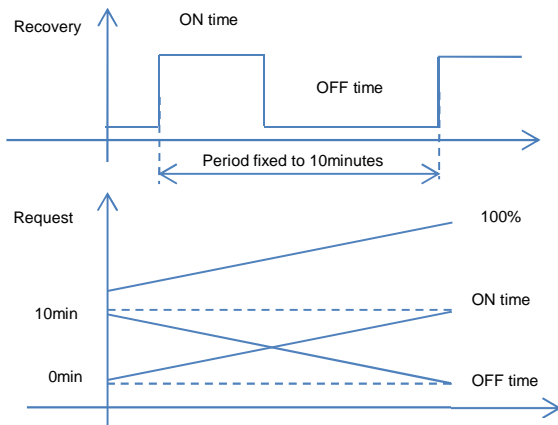 ON time
Recovery
OFF time
Period fixed to 10minutes
Request
100%
ON time
10min
0min
OFF time